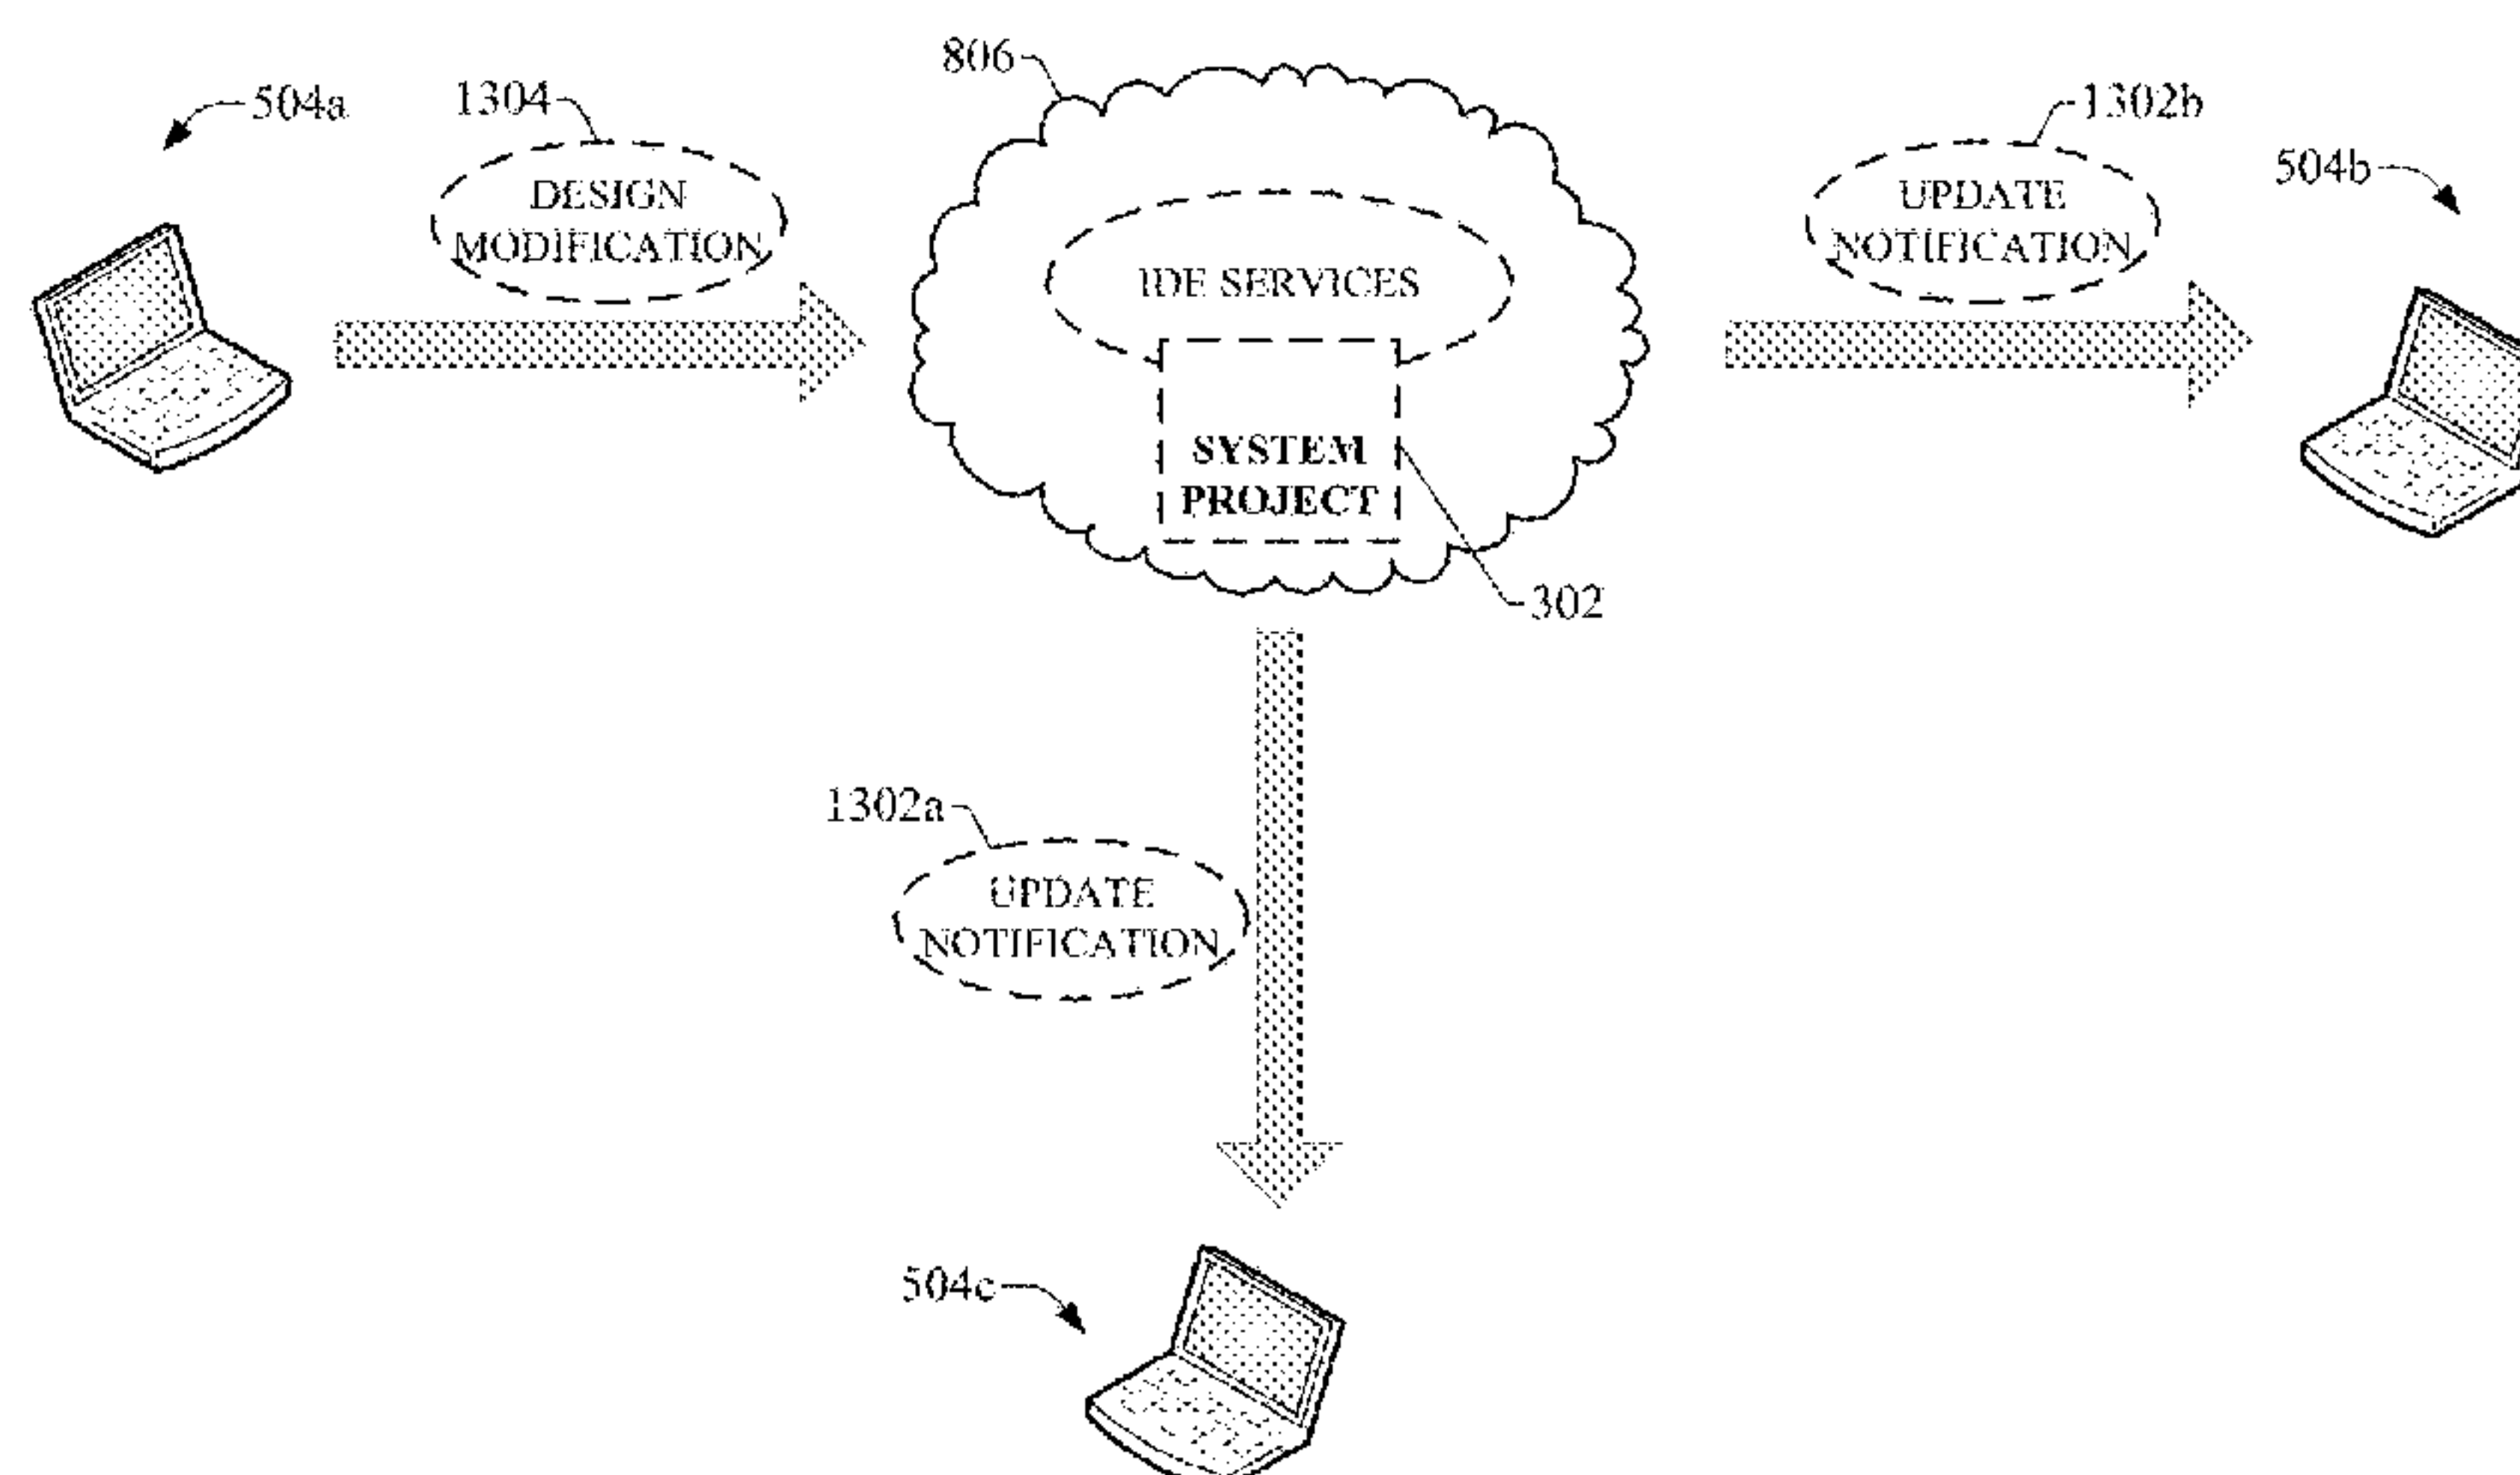 806
504a
1304
1302b
504b
DESIGN
MODIFICATION
UPDATE
NOTIFICATION
IDE SERVICES
SYSTEM
PROJECT
302
1302a
UPDATE
NOTIFICATION
504c